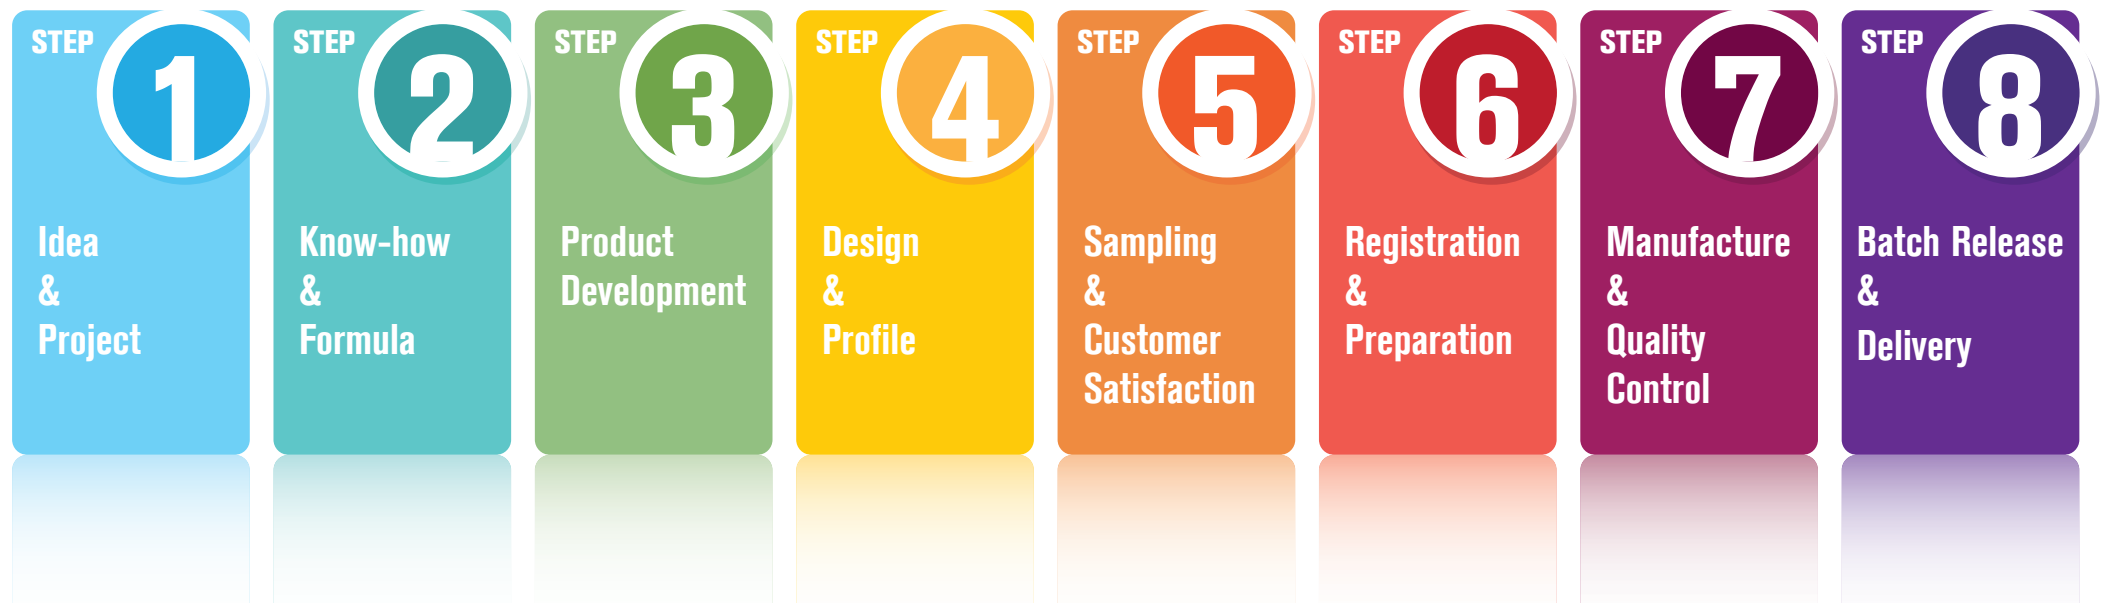 STEP 1
Idea
&
Project
STEP 2
Know-how
&
Formula
STEP 3
Product
Development
STEP 4
Design
&
Profile
STEP 5
Sampling
&
Customer
Satisfaction
STEP 6
Registration
&
Preparation
STEP 7
Manufacture
&
Quality
Control
STEP 8
Batch Release
&
Delivery